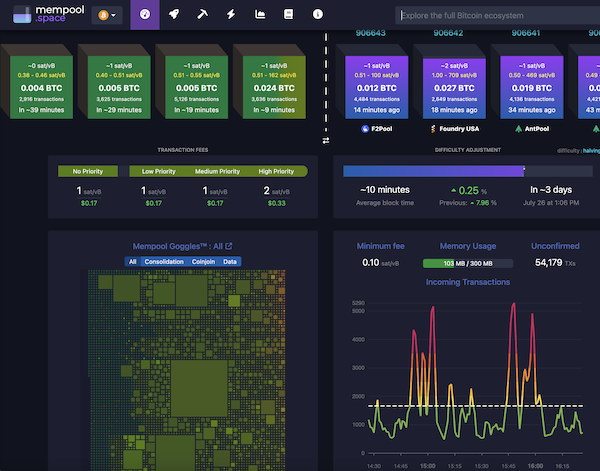 mempool
.space
Explore the full Bitcoin ecosystem
906643
906642
906641
~0 sat/vB
0.38 - 0.46 sat/vB
0.004 BTC
2,916 transactions
In ~39 minutes
~1 sat/vB
0.40 - 0.51 sat/vB
0.005 BTC
3,625 transactions
In ~29 minutes
~1 sat/vB
0.51 - 0.55 sat/vB
0.005 BTC
5,126 transactions
In ~19 minutes
~1 sat/vB
0.51 - 162 sat/vB
0.024 BTC
3,636 transactions
In ~9 minutes
~1 sat/vB
0.51 - 100 sat/vB
0.012 BTC
4,484 transactions
14 minutes ago
F2Pool
~2 sat/vB
1.00 - 709 sat/vB
0.027 BTC
2,649 transactions
18 minutes ago
Foundry USA
~1 sat/vB
0.50 - 469 sat/vB
0.019 BTC
4,136 transactions
34 minutes ago
AntPool
TRANSACTION FEES
No Priority
Low Priority
Medium Priority
High Priority
1 sat/vB
1 sat/vB
1 sat/vB
2 sat/vB
$0.17
$0.17
$0.17
$0.33
DIFFICULTY ADJUSTMENT
difficulty | halving
~10 minutes
Average block time
0.25 %
Previous: 7.96 %
In ~3 days
July 26 at 1:06 PM
Mempool Goggles™ : All
All
Consolidation
Coinjoin
Data
Minimum fee
0.10 sat/vB
Memory Usage
103 MB / 300 MB
Unconfirmed
54,179 TXs
Incoming Transactions
5290
5000
4000
3000
2000
1000
0
14:30
14:45
15:00
15:15
15:30
15:45
16:00
16:15